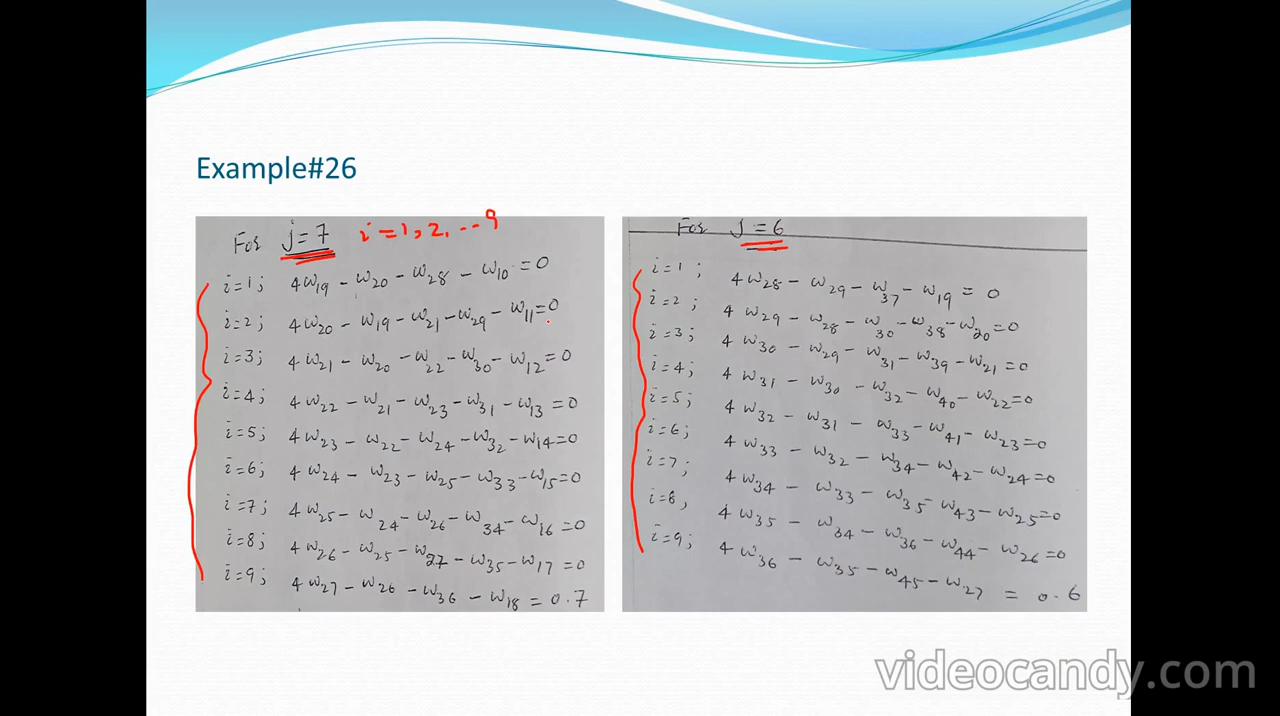 Example#26
For j=7 i=1,2,...9
i=1; 4w19 - w20 - w28 - w10 = 0
i=2; 4w20 - w19 - w21 - w29 - w11=0
i=3; 4w21 - w20 - w22 - w30 - w12=0
i=4; 4w22 - w21 - w23 - w31 - w13=0
i=5; 4w23 - w22 - w24 - w32 - w14=0
i=6; 4w24 - w23 - w25 - w33 - w15=0
i=7; 4w25 - w24 - w26 - w34 - w16=0
i=8; 4w26 - w25 - w27 - w35 - w17=0
i=9; 4w27 - w26 - w36 - w18 = 0.7
For j=6
i=1; 4w28 - w29 - w37 - w19 = 0
i=2; 4w29 - w28 - w30 - w38 - w20=0
i=3; 4w30 - w29 - w31 - w39 - w21=0
i=4; 4w31 - w30 - w32 - w40 - w22=0
i=5; 4w32 - w31 - w33 - w41 - w23=0
i=6; 4w33 - w32 - w34 - w42 - w24=0
i=7; 4w34 - w33 - w35 - w43 - w25=0
i=8, 4w35 - w34 - w36 - w44 - w26=0
i=9; 4w36 - w35 - w45 - w27 = 0.6
videocandy.com